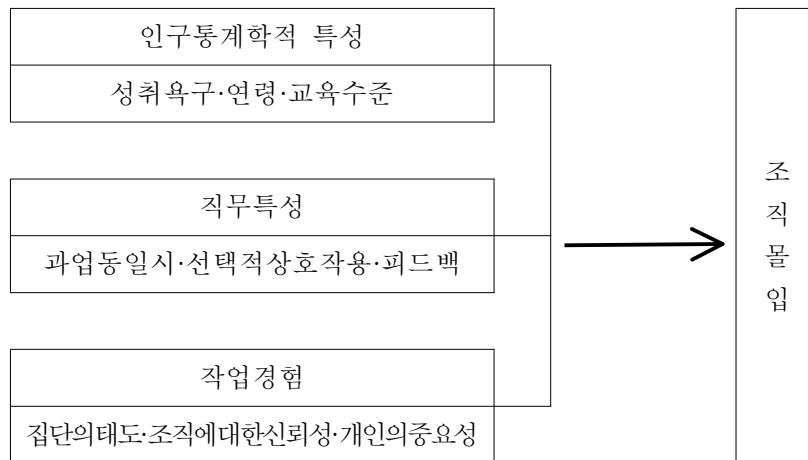 인구통계학적 특성
성취욕구·연령·교육수준
직무특성
과업동일시·선택적상호작용·피드백
작업경험
집단의태도·조직에대한신뢰성·개인의중요성
조
직
몰
입